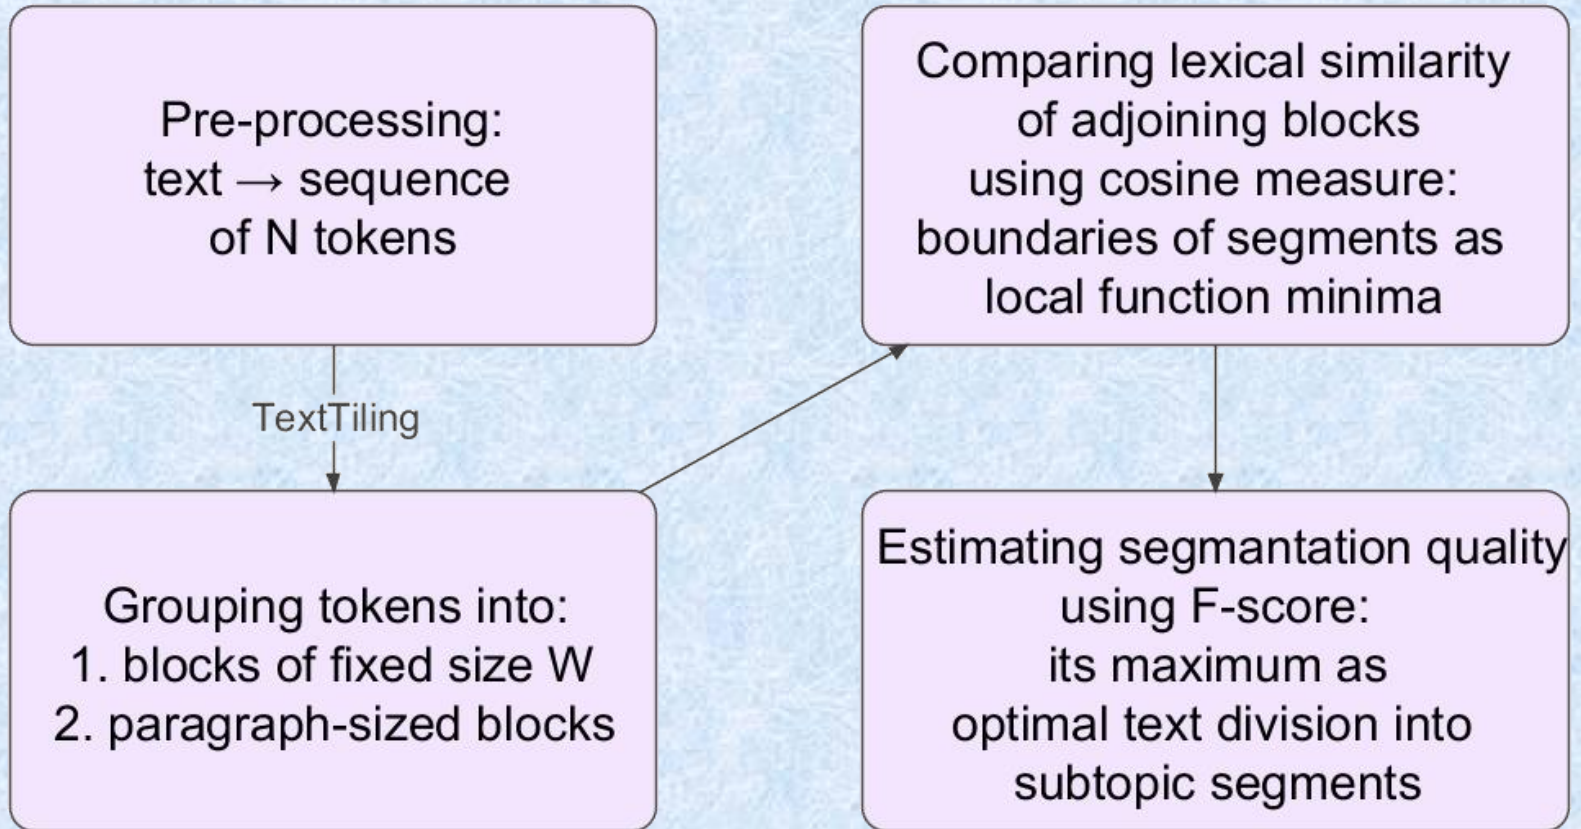 Pre-processing:
text → sequence
of N tokens
TextTiling
Grouping tokens into:
1. blocks of fixed size W
2. paragraph-sized blocks
Comparing lexical similarity
of adjoining blocks
using cosine measure:
boundaries of segments as
local function minima
Estimating segmantation quality
using F-score:
its maximum as
optimal text division into
subtopic segments